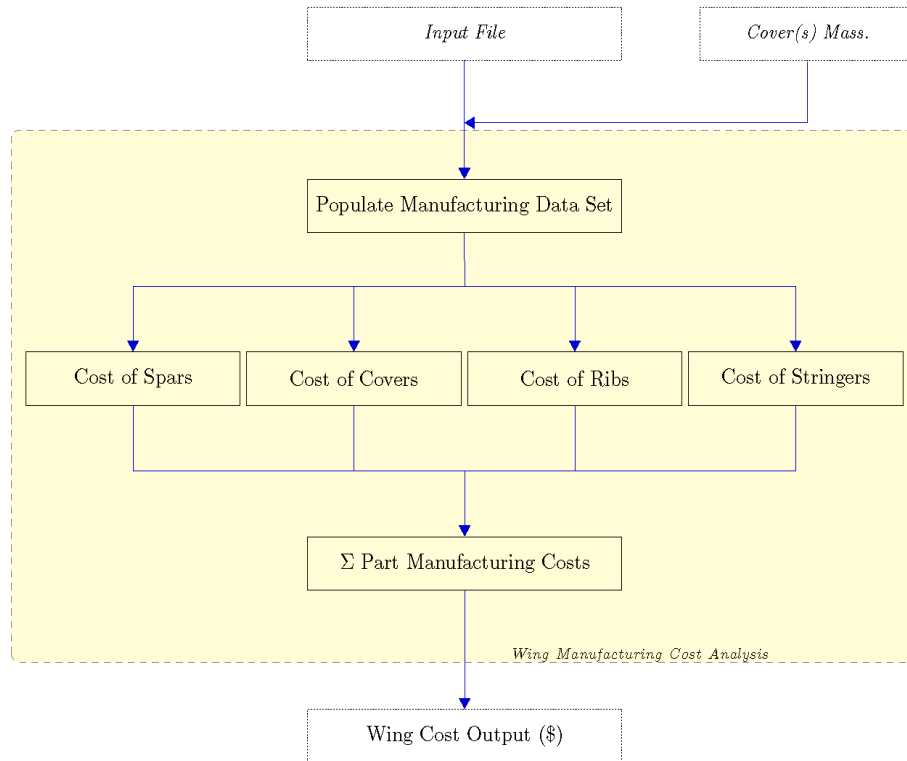 Input File
Cover(s) Mass.
Populate Manufacturing Data Set
Cost of Spars
Cost of Covers
Cost of Ribs
Cost of Stringers
Σ Part Manufacturing Costs
Wing Manufacturing Cost Analysis
Wing Cost Output ($)